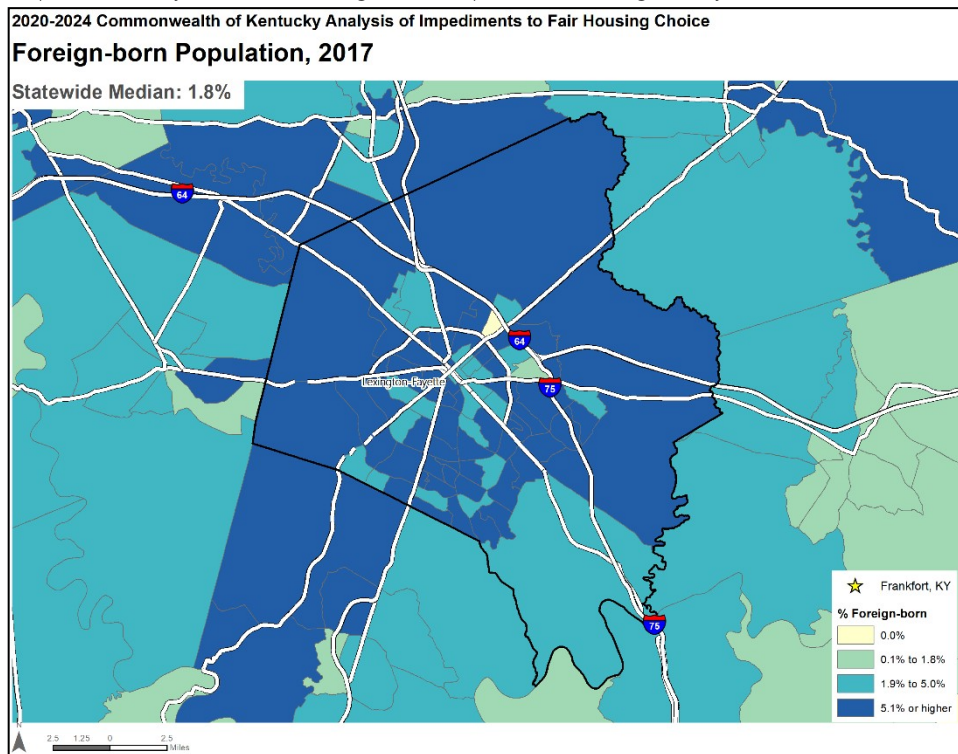 2020-2024 Commonwealth of Kentucky Analysis of Impediments to Fair Housing Choice
Foreign-born Population, 2017
Statewide Median: 1.8%
64
64
Lexington-Fayette
75
75
Frankfort, KY
% Foreign-born
0.0%
0.1% to 1.8%
1.9% to 5.0%
5.1% or higher
N
2.5 1.25 0 2.5
Miles